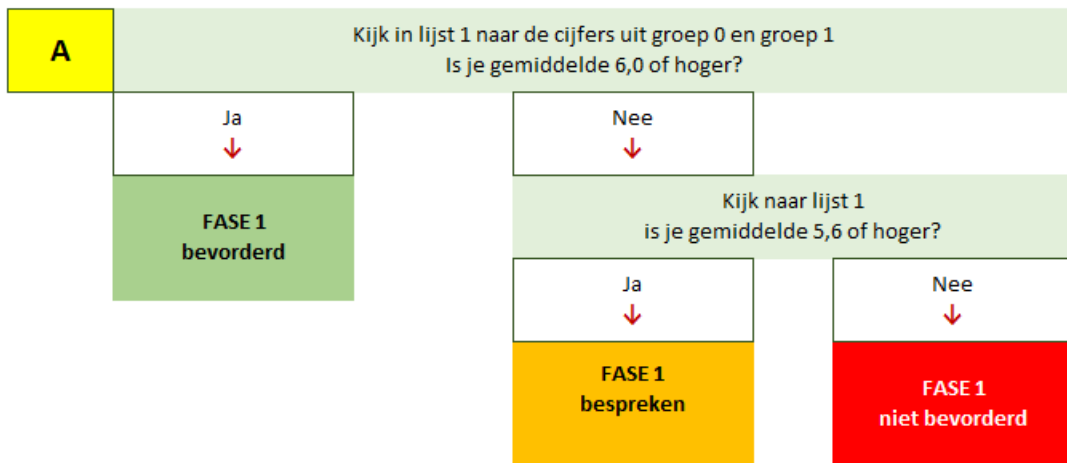 A
Kijk in lijst 1 naar de cijfers uit groep 0 en groep 1
Is je gemiddelde 6,0 of hoger?
Ja
Nee
FASE 1
bevorderd
Kijk naar lijst 1
is je gemiddelde 5,6 of hoger?
Ja
Nee
FASE 1
bespreken
FASE 1
niet bevorderd